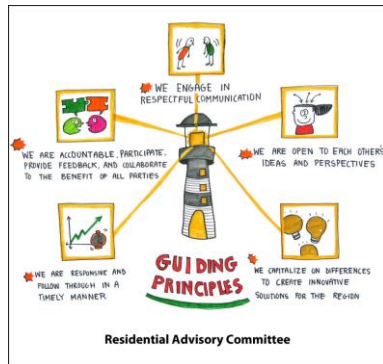 WE ENGAGE IN
RESPECTFUL COMMUNICATION
WE ARE ACCOUNTABLE, PARTICIPATE,
PROVIDE FEEDBACK, AND COLLABORATE
TO THE BENEFIT OF ALL PARTIES
WE ARE OPEN TO EACH OTHER'S
IDEAS AND PERSPECTIVES
WE ARE RESPONSIVE AND
FOLLOW THROUGH IN A
TIMELY MANNER
GUIDING
PRINCIPLES
WE CAPITALIZE ON DIFFERENCES
TO CREATE INNOVATIVE
SOLUTIONS FOR THE REGION
Residential Advisory Committee